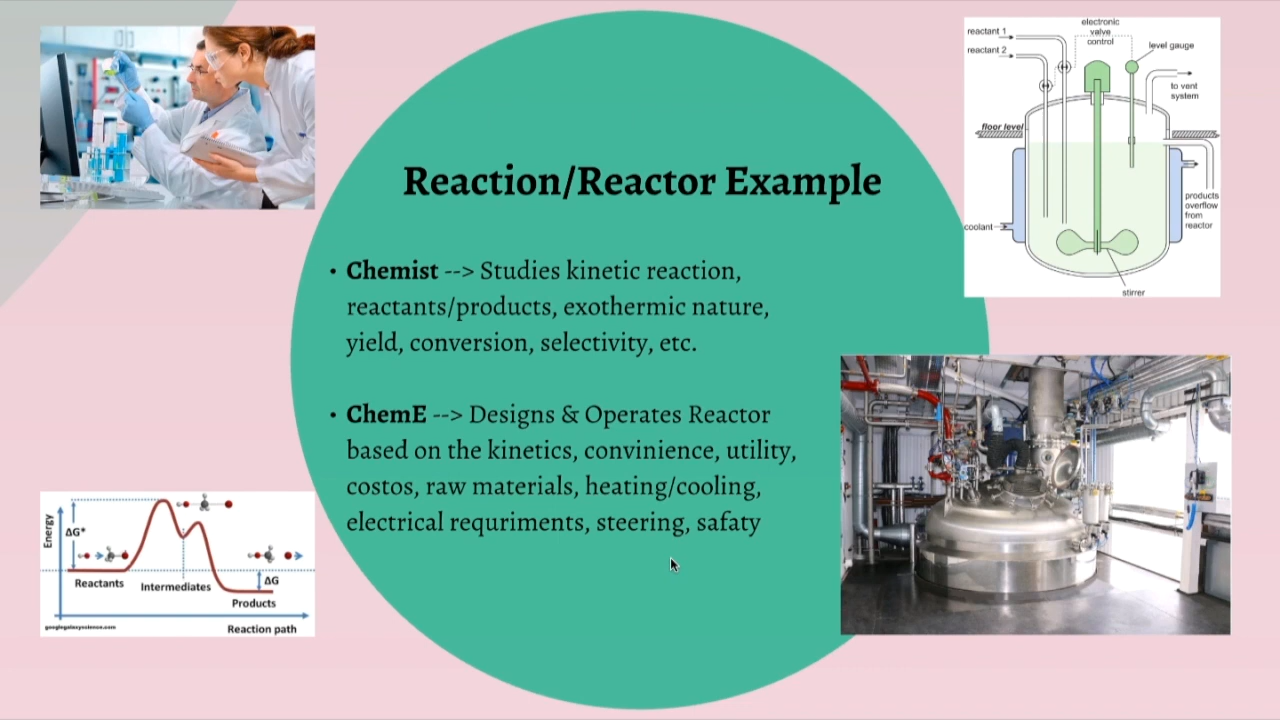 Reaction/Reactor Example
• Chemist --> Studies kinetic reaction,
reactants/products, exothermic nature,
yield, conversion, selectivity, etc.
• ChemE --> Designs & Operates Reactor
based on the kinetics, convinience, utility,
costos, raw materials, heating/cooling,
electrical requriments, steering, safaty
reactant 1
reactant 2
electronic
valve
control
level gauge
to vent
system
floor level
products
overflow
from
reactor
coolant
stirrer
Energy
ΔG*
Reactants
Intermediates
ΔG
Products
Reaction path
googlegalaxyscience.com